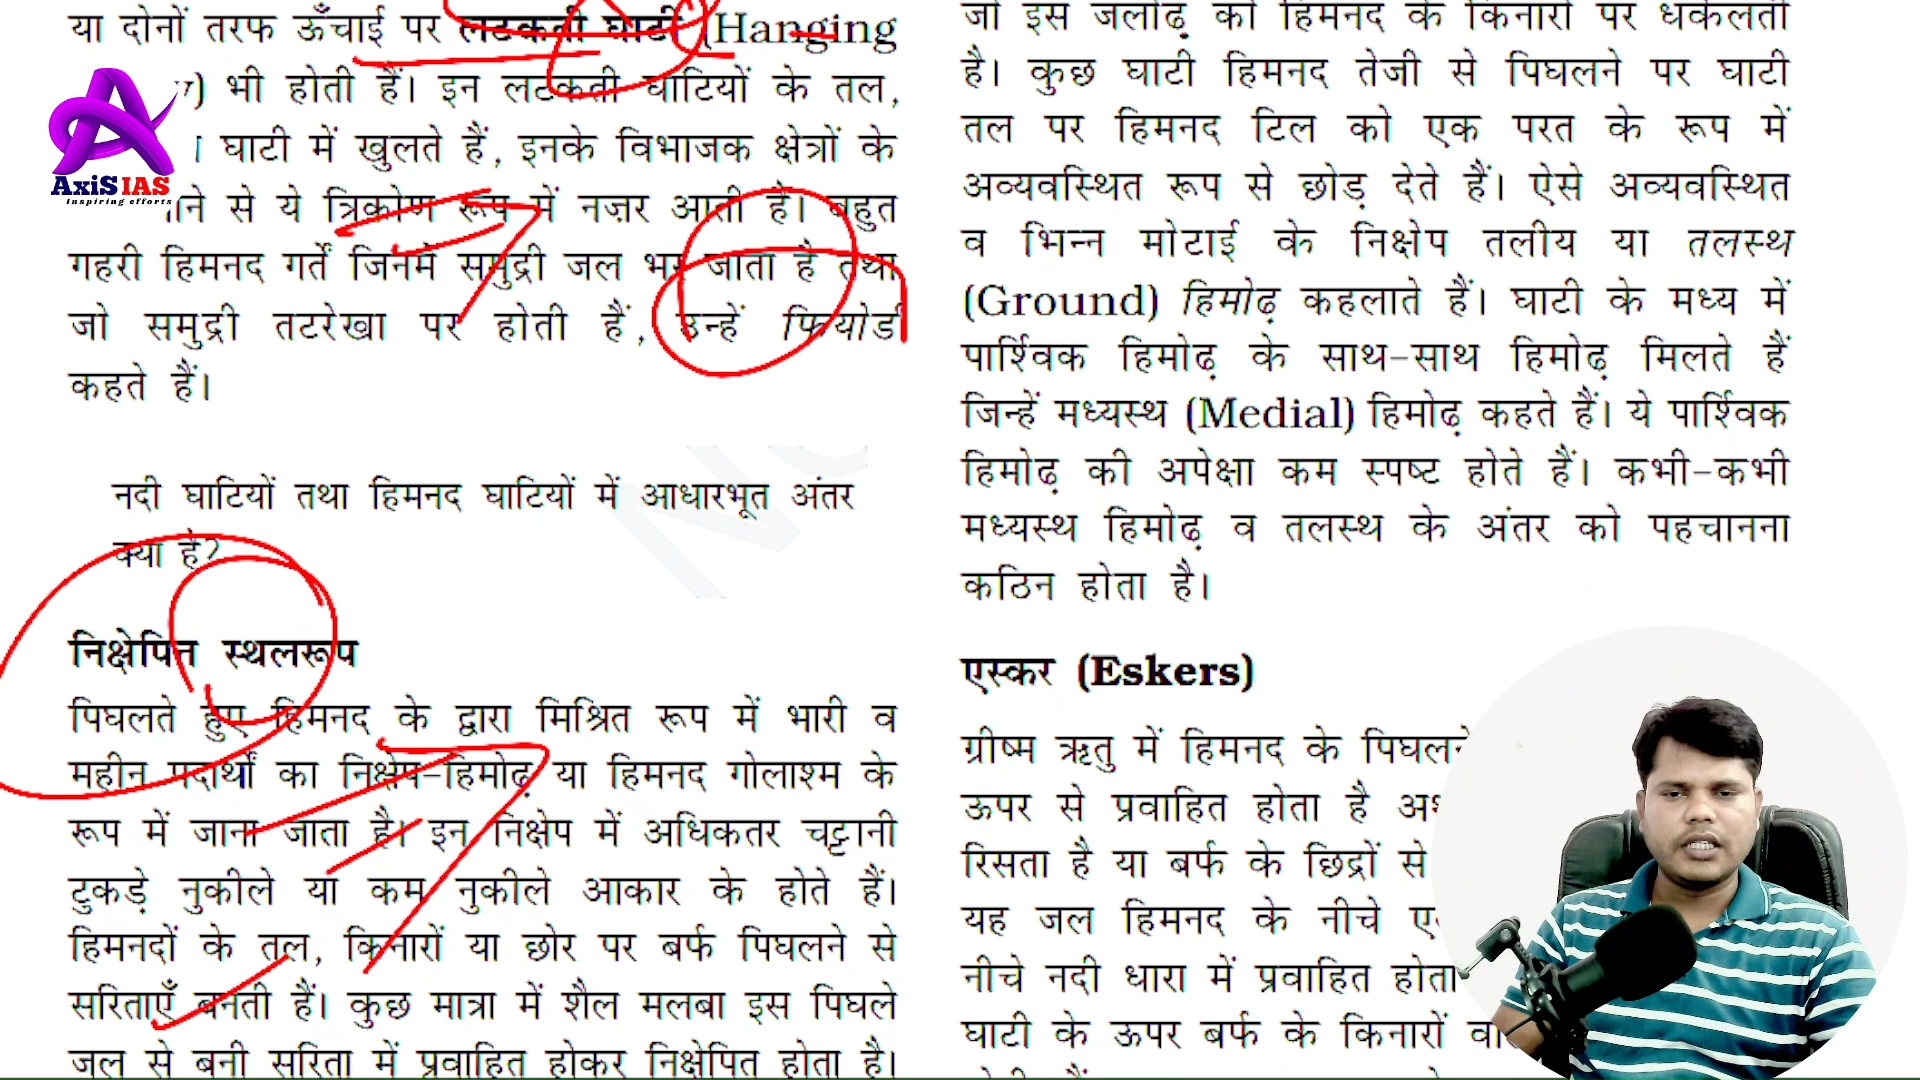 या दोनों तरफ ऊँचाई पर लटकती घाटी (Hanging
y) भी होती हैं। इन लटकती घाटियों के तल,
घाटी में खुलते हैं, इनके विभाजक क्षेत्रों के
से ये त्रिकोण रूप में नज़र आती हैं। बहुत
गहरी हिमनद गर्तें जिनमें समुद्री जल भर जाता है तथा
जो समुद्री तटरेखा पर होती हैं, उन्हें फियोर्ड
कहते हैं।
नदी घाटियों तथा हिमनद घाटियों में आधारभूत अंतर
क्या है?
निक्षेपित स्थलरूप
पिघलते हुए हिमनद के द्वारा मिश्रित रूप में भारी व
महीन पदार्थों का निक्षेप-हिमोढ़ या हिमनद गोलाश्म के
रूप में जाना जाता है। इन निक्षेप में अधिकतर चट्टानी
टुकड़े नुकीले या कम नुकीले आकार के होते हैं।
हिमनदों के तल, किनारों या छोर पर बर्फ पिघलने से
सरिताएँ बनती हैं। कुछ मात्रा में शैल मलबा इस पिघले
जल से बनी सरिता में प्रवाहित होकर निक्षेपित होता है।
जो इस जलोढ़ को हिमनद के किनारों पर धकेलती
है। कुछ घाटी हिमनद तेजी से पिघलने पर घाटी
तल पर हिमनद टिल को एक परत के रूप में
अव्यवस्थित रूप से छोड़ देते हैं। ऐसे अव्यवस्थित
व भिन्न मोटाई के निक्षेप तलीय या तलस्थ
(Ground) हिमोढ़ कहलाते हैं। घाटी के मध्य में
पार्श्विक हिमोढ़ के साथ-साथ हिमोढ़ मिलते हैं
जिन्हें मध्यस्थ (Medial) हिमोढ़ कहते हैं। ये पार्श्विक
हिमोढ़ की अपेक्षा कम स्पष्ट होते हैं। कभी-कभी
मध्यस्थ हिमोढ़ व तलस्थ के अंतर को पहचानना
कठिन होता है।
एस्कर (Eskers)
ग्रीष्म ऋतु में हिमनद के पिघलने
ऊपर से प्रवाहित होता है
रिसता है या बर्फ के छिद्रों से
यह जल हिमनद के नीचे
नीचे नदी धारा में प्रवाहित होता
घाटी के ऊपर बर्फ के किनारों
AxiS IAS
Inspiring efforts